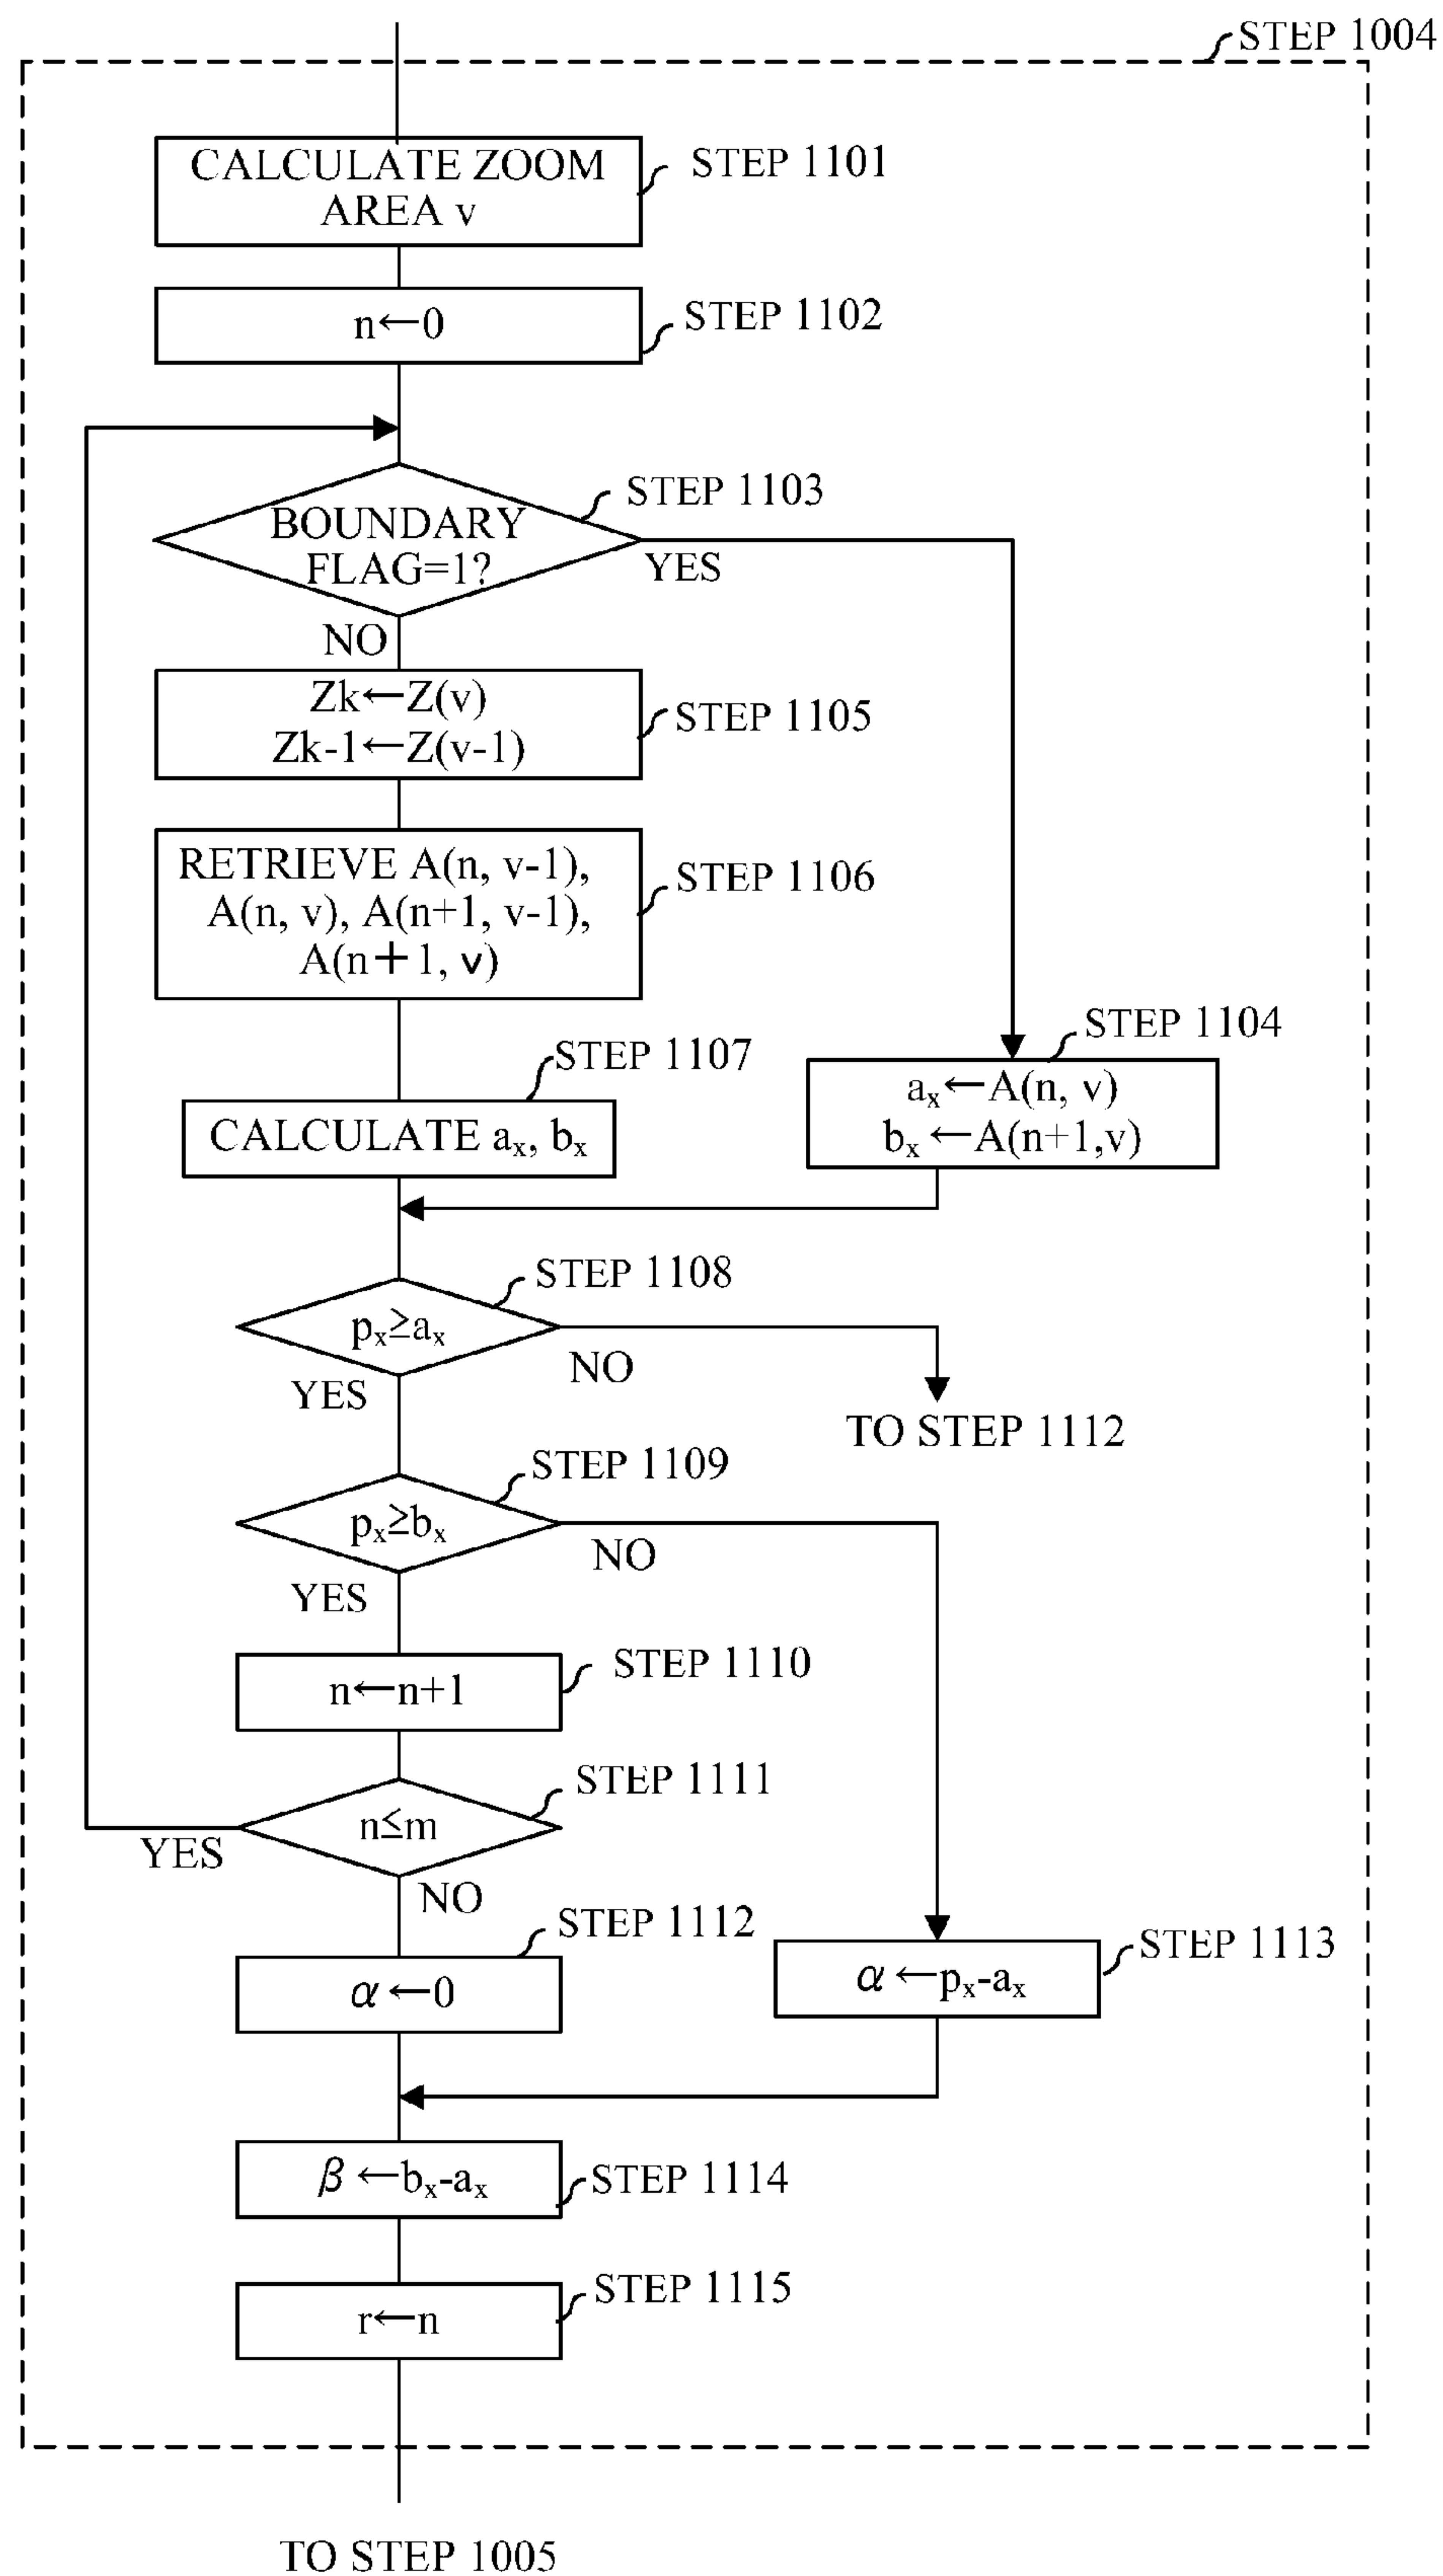 STEP 1004
CALCULATE ZOOM
AREA v
STEP 1101
n←0
STEP 1102
BOUNDARY
FLAG=1?
STEP 1103
YES
NO
Zk←Z(v)
Zk-1←Z(v-1)
STEP 1105
RETRIEVE A(n, v-1),
A(n, v), A(n+1, v-1),
A(n+1, v)
STEP 1106
STEP 1104
aₓ←A(n, v)
bₓ←A(n+1,v)
STEP 1107
CALCULATE aₓ, bₓ
STEP 1108
pₓ≥aₓ
NO
YES
TO STEP 1112
STEP 1109
pₓ≥bₓ
NO
YES
STEP 1110
n←n+1
STEP 1111
n≤m
YES
NO
STEP 1112
α←0
STEP 1113
α←pₓ-aₓ
β←bₓ-aₓ
STEP 1114
STEP 1115
r←n
TO STEP 1005